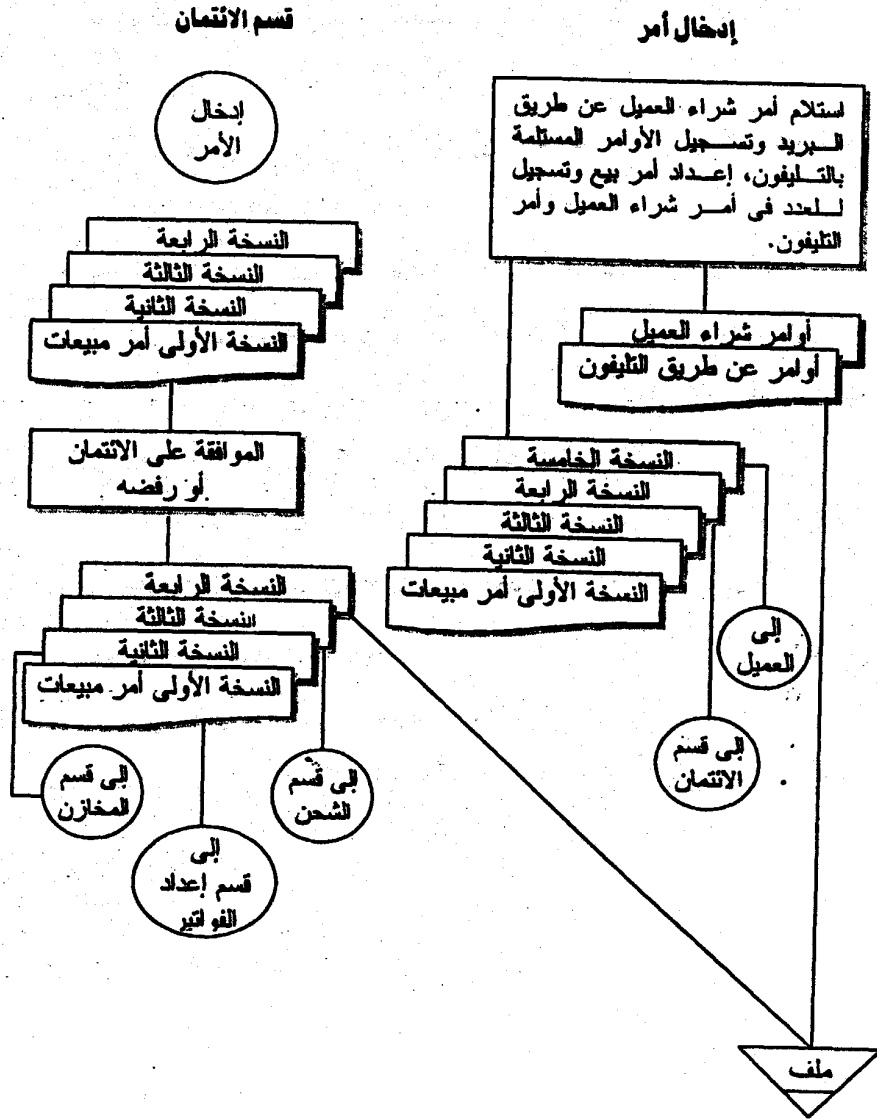 إدخال أمر
استلام أمر شراء العميل عن طريق
البريد وتسجيل الأوامر المستلمة
بالتليفون، إعداد أمر بيع وتسجيل
للعدد فى أمر شراء العميل وأمر
التليفون.
أوامر شراء العميل
أوامر عن طريق التليفون
النسخة الخامسة
النسخة الرابعة
النسخة الثالثة
النسخة الثانية
النسخة الأولى أمر مبيعات
إلى
العميل
إلى قسم
الائتمان
ملف
قسم الائتمان
إدخال
الأمر
النسخة الرابعة
النسخة الثالثة
النسخة الثانية
النسخة الأولى أمر مبيعات
الموافقة على الائتمان
أو رفضه
النسخة الرابعة
النسخة الثالثة
النسخة الثانية
النسخة الأولى أمر مبيعات
إلى قسم
المخازن
إلى
قسم إعداد
الفواتير
إلى قسم
الشحن